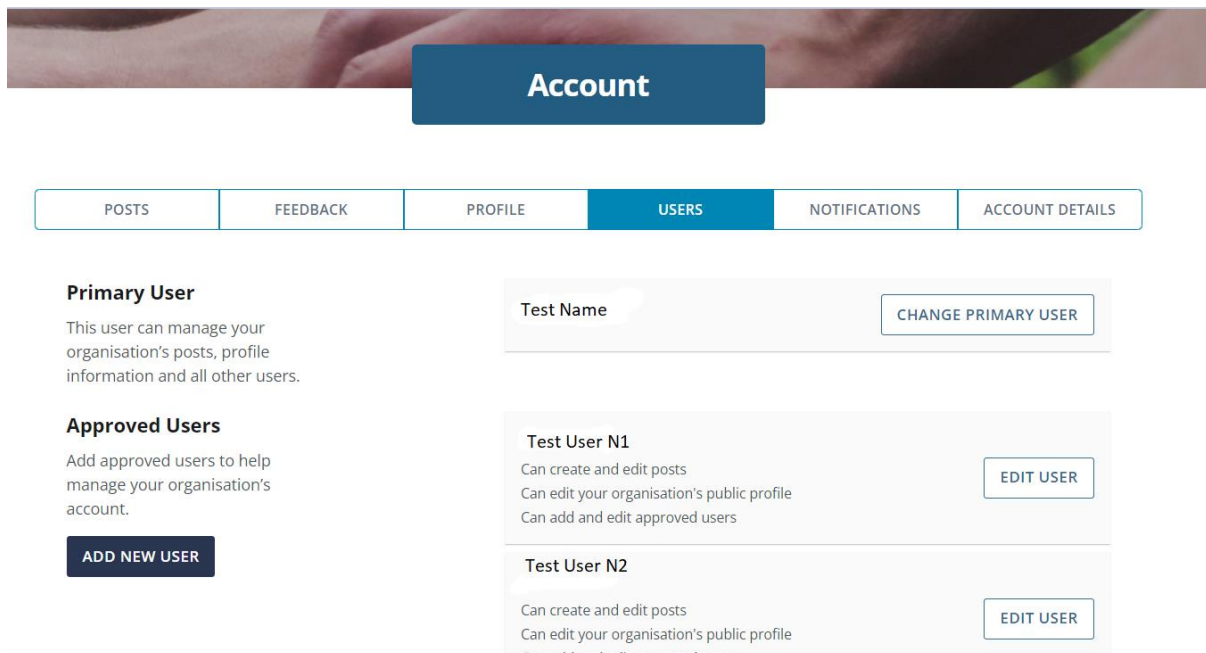 Account
POSTS
FEEDBACK
PROFILE
USERS
NOTIFICATIONS
ACCOUNT DETAILS
Primary User
This user can manage your
organisation's posts, profile
information and all other users.
Test Name
CHANGE PRIMARY USER
Approved Users
Add approved users to help
manage your organisation's
account.
ADD NEW USER
Test User N1
Can create and edit posts
Can edit your organisation's public profile
Can add and edit approved users
EDIT USER
Test User N2
Can create and edit posts
Can edit your organisation's public profile
EDIT USER